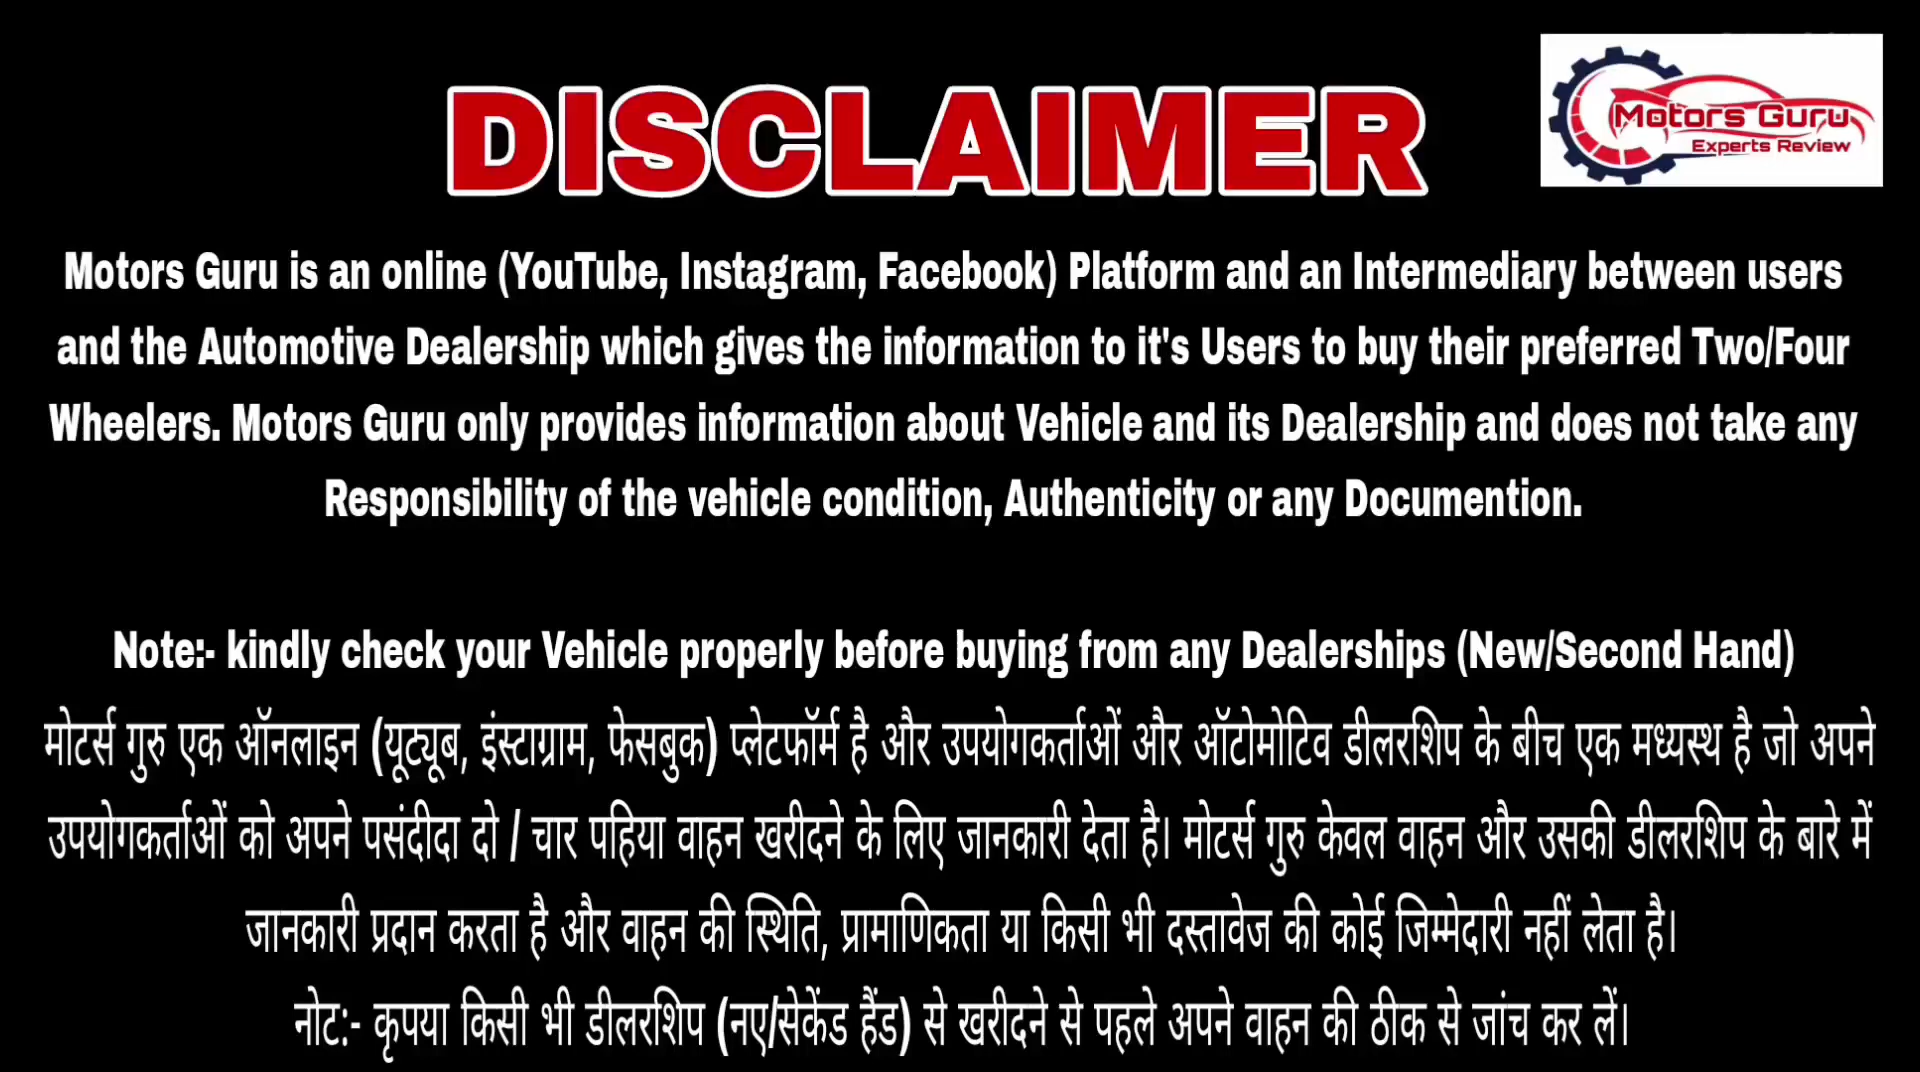 DISCLAIMER
Motors Guru
Experts Review
Motors Guru is an online (YouTube, Instagram, Facebook) Platform and an Intermediary between users
and the Automotive Dealership which gives the information to it's Users to buy their preferred Two/Four
Wheelers. Motors Guru only provides information about Vehicle and its Dealership and does not take any
Responsibility of the vehicle condition, Authenticity or any Documention.
Note:- kindly check your Vehicle properly before buying from any Dealerships (New/Second Hand)
मोटर्स गुरु एक ऑनलाइन (यूट्यूब, इंस्टाग्राम, फेसबुक) प्लेटफॉर्म है और उपयोगकर्ताओं और ऑटोमोटिव डीलरशिप के बीच एक मध्यस्थ है जो अपने
उपयोगकर्ताओं को अपने पसंदीदा दो / चार पहिया वाहन खरीदने के लिए जानकारी देता है। मोटर्स गुरु केवल वाहन और उसकी डीलरशिप के बारे में
जानकारी प्रदान करता है और वाहन की स्थिति, प्रामाणिकता या किसी भी दस्तावेज की कोई जिम्मेदारी नहीं लेता है।
नोट:- कृपया किसी भी डीलरशिप (नए/सेकेंड हैंड) से खरीदने से पहले अपने वाहन की ठीक से जांच कर लें।